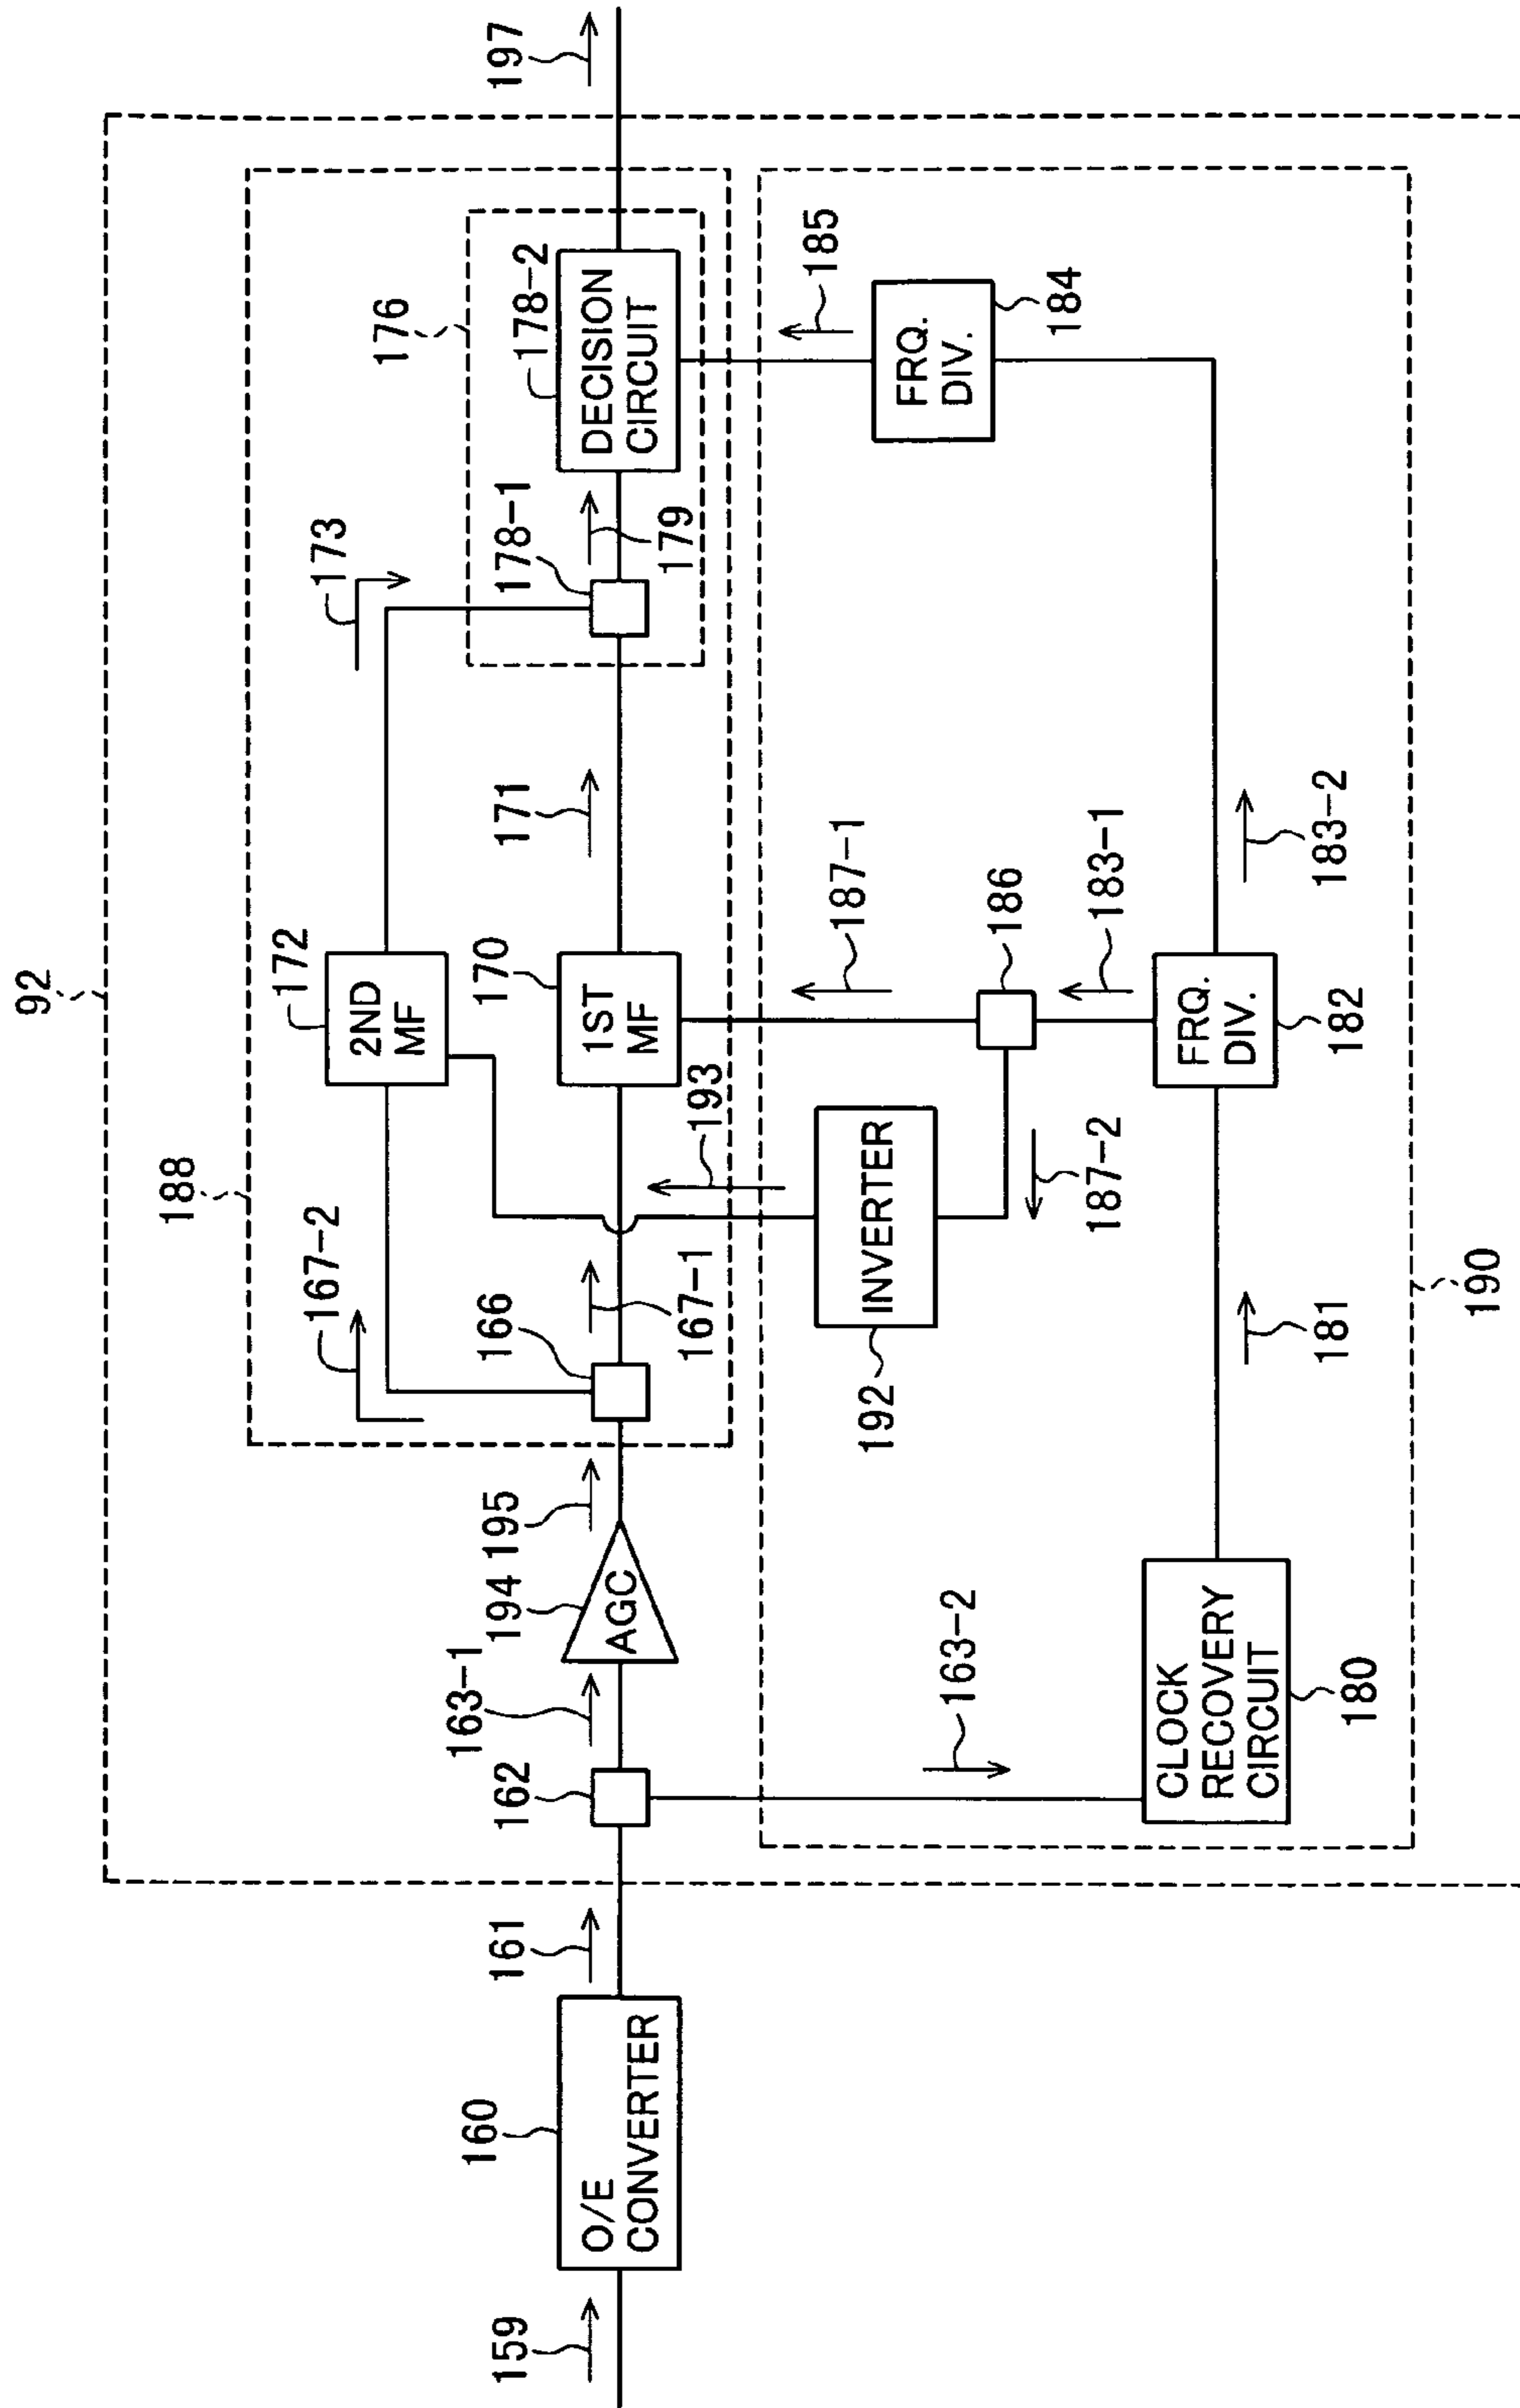 92
188
167-2
172
2ND
MF
173
176
197
159
160
O/E
CONVERTER
161
162
163-1
194
AGC
195
166
167-1
193
170
1ST
MF
171
178-1
179
178-2
DECISION
CIRCUIT
185
FRQ.
DIV.
184
163-2
CLOCK
RECOVERY
CIRCUIT
180
192
INVERTER
187-2
187-1
186
183-1
181
FRQ.
DIV.
182
183-2
190